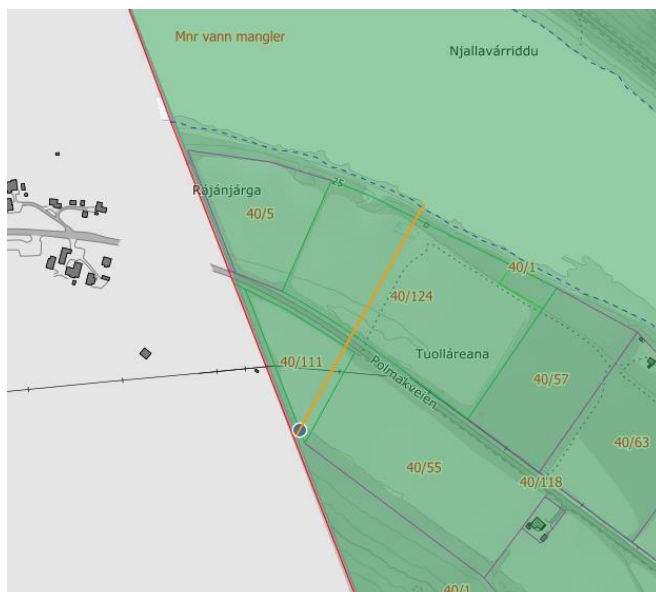 Mnr vann mangler
Njallavárriddu
25
Rájánjárga
40/5
40/1
40/124
40/111
Tuolláreana
Polmakveien
40/57
40/63
40/55
40/118
40/1